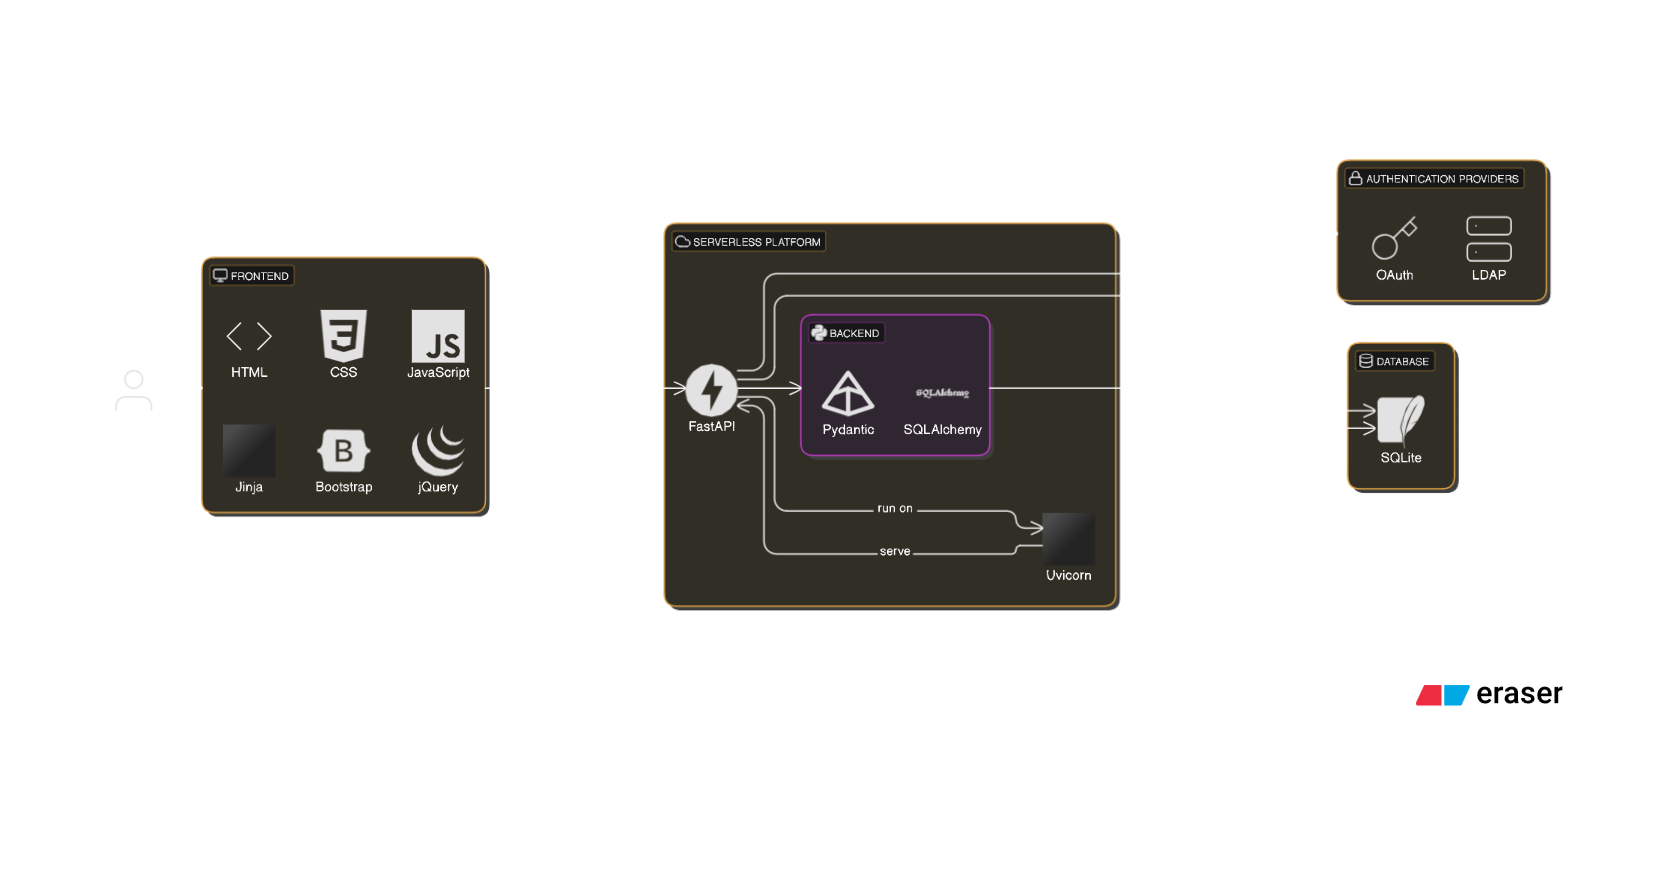 FRONTEND
HTML
CSS
JS
JavaScript
Jinja
B
Bootstrap
jQuery
SERVERLESS PLATFORM
FastAPI
BACKEND
Pydantic
SQLAlchemy
SQLAlchemy
run on
serve
Uvicorn
AUTHENTICATION PROVIDERS
OAuth
LDAP
DATABASE
SQLite
eraser